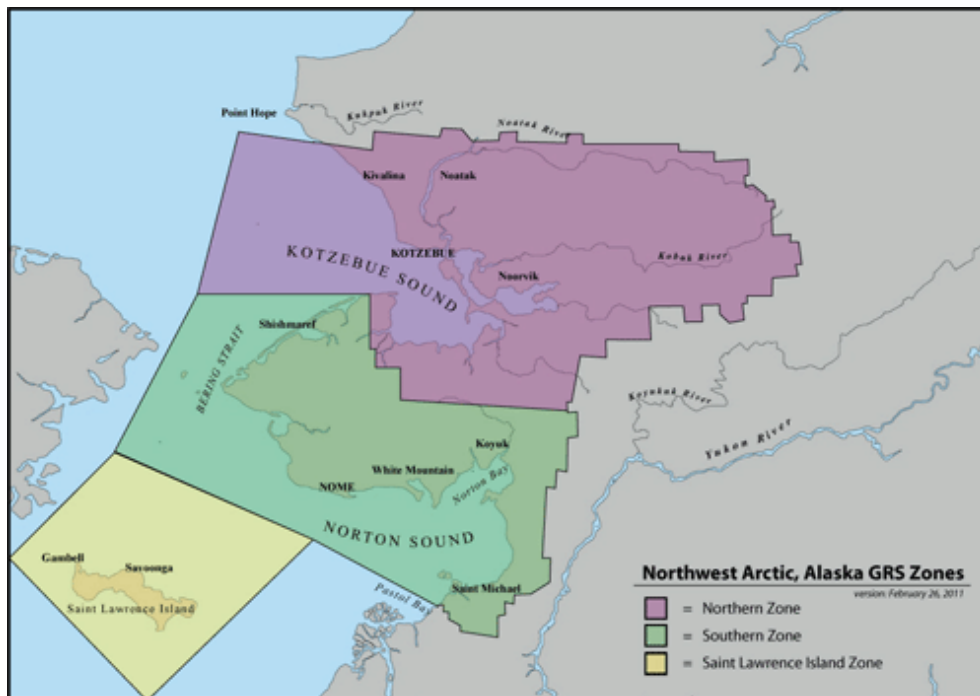 Point Hope
Kukpuk River
Noatak River
Kivalina
Noatak
KOTZEBUE
KOTZEBUE SOUND
Noorvik
Kobuk River
Shishmaref
BERING STRAIT
Koyukuk River
Yukon River
Koyuk
White Mountain
Norton Bay
NOME
NORTON SOUND
Gambell
Savoonga
Saint Lawrence Island
Pastol Bay
Saint Michael
Northwest Arctic, Alaska GRS Zones
version: February 26, 2011
= Northern Zone
= Southern Zone
= Saint Lawrence Island Zone